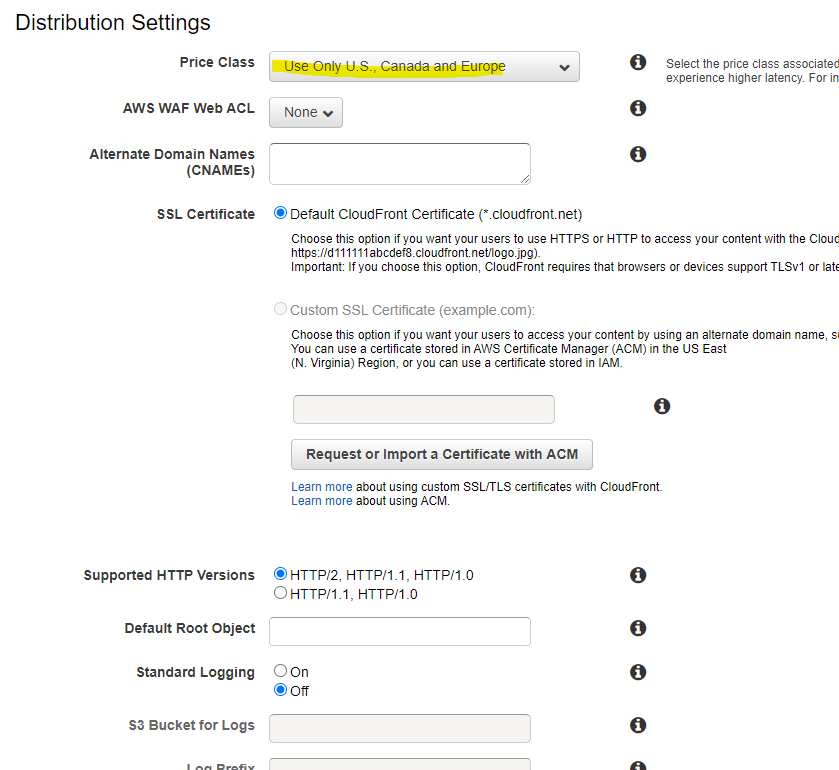 Distribution Settings
Price Class
Use Only U.S., Canada and Europe
Select the price class associated
experience higher latency. For in
AWS WAF Web ACL
None
Alternate Domain Names
(CNAMEs)
SSL Certificate
Default CloudFront Certificate (*.cloudfront.net)
Choose this option if you want your users to use HTTPS or HTTP to access your content with the Cloud
https://d111111abcdef8.cloudfront.net/logo.jpg).
Important: If you choose this option, CloudFront requires that browsers or devices support TLSv1 or late
Custom SSL Certificate (example.com):
Choose this option if you want your users to access your content by using an alternate domain name, su
You can use a certificate stored in AWS Certificate Manager (ACM) in the US East
(N. Virginia) Region, or you can use a certificate stored in IAM.
Request or Import a Certificate with ACM
Learn more about using custom SSL/TLS certificates with CloudFront.
Learn more about using ACM.
Supported HTTP Versions
HTTP/2, HTTP/1.1, HTTP/1.0
HTTP/1.1, HTTP/1.0
Default Root Object
Standard Logging
On
Off
S3 Bucket for Logs
Log Prefix